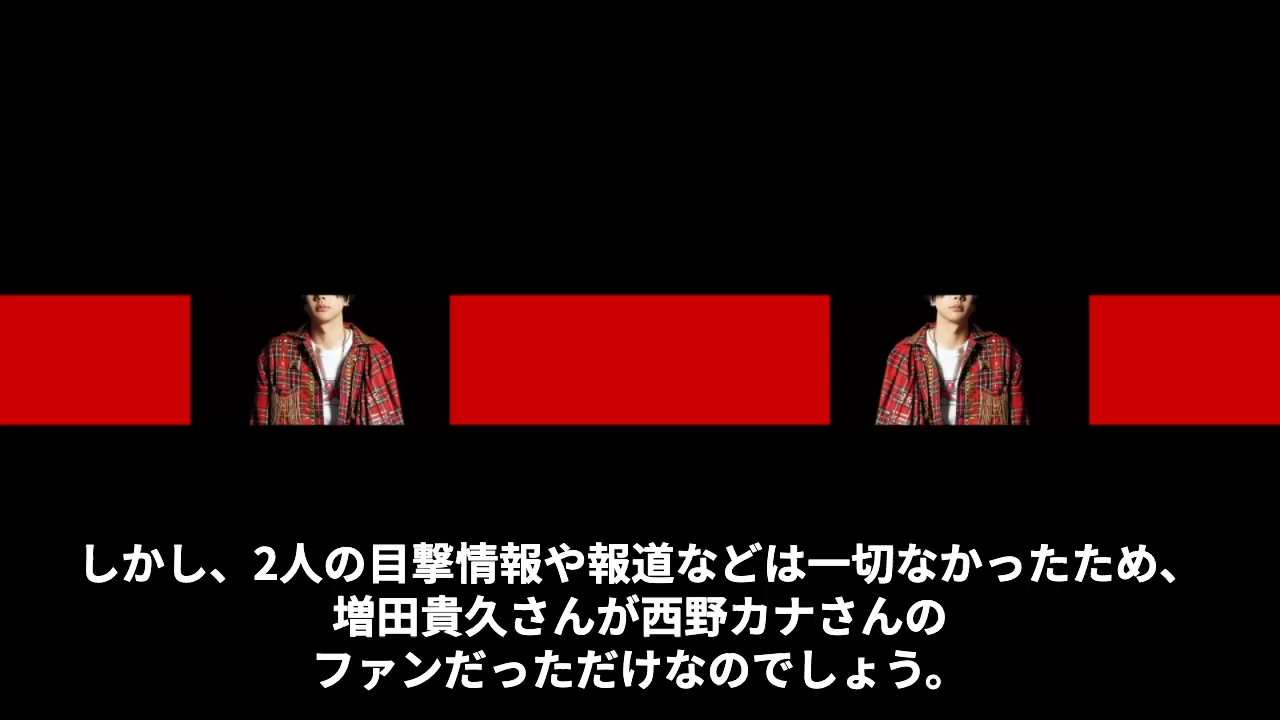 しかし、2人の目撃情報や報道などは一切なかったため、
増田貴久さんが西野カナさんの
ファンだっただけなのでしょう。